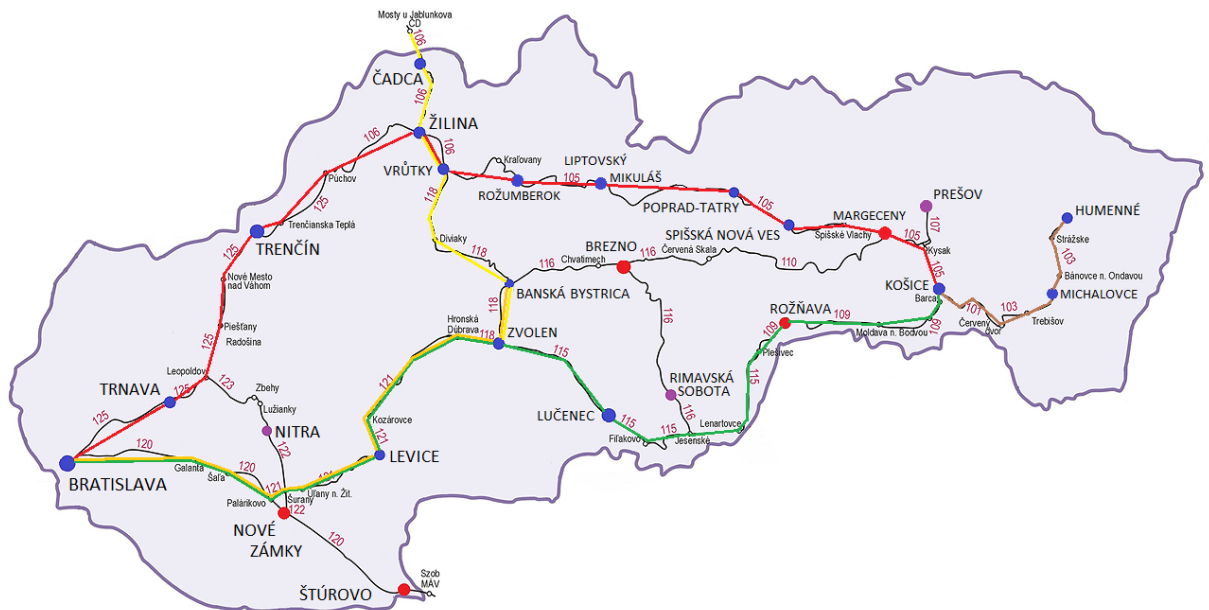 Mosty u Jablunkova
ČD
106
ČADCA
106
ŽILINA
106
106
VRÚTKY
Kraľovany
LIPTOVSKÝ
MIKULÁŠ
105
ROŽUMBEROK
Púchov
125
118
105
POPRAD-TATRY
105
PREŠOV
107
HUMENNÉ
Trenčianska Teplá
TRENČÍN
Diviaky
118
BREZNO
116
116
Chvatimech
Červená Skala
SPIŠSKÁ NOVÁ VES
110
MARGECENY
Spišské Vlachy
105
Kysak
Strážske
103
125
Nové Mesto
nad Váhom
BANSKÁ BYSTRICA
118
105
KOŠICE
Barca
Bánovce n. Ondavou
MICHALOVCE
101
103
Trebišov
Červený
dvor
125
Piešťany
Radošina
Hronská
Dúbrava
118
ZVOLEN
116
ROŽŇAVA
109
109
109
Moldava n. Bodvou
Plešivec
115
115
Leopoldov
TRNAVA
125
123
Zbehy
Lužianky
121
RIMAVSKÁ
SOBOTA
116
125
NITRA
Kozárovce
LUČENEC
115
115
Lenartovce
Fiľakovo
Jesenské
122
121
LEVICE
120
BRATISLAVA
Galanta
Šaľa
120
121
121
Úľany n. Žit.
Šurany
Palárikovo
122
NOVÉ
ZÁMKY
120
ŠTÚROVO
Szob
MÁV